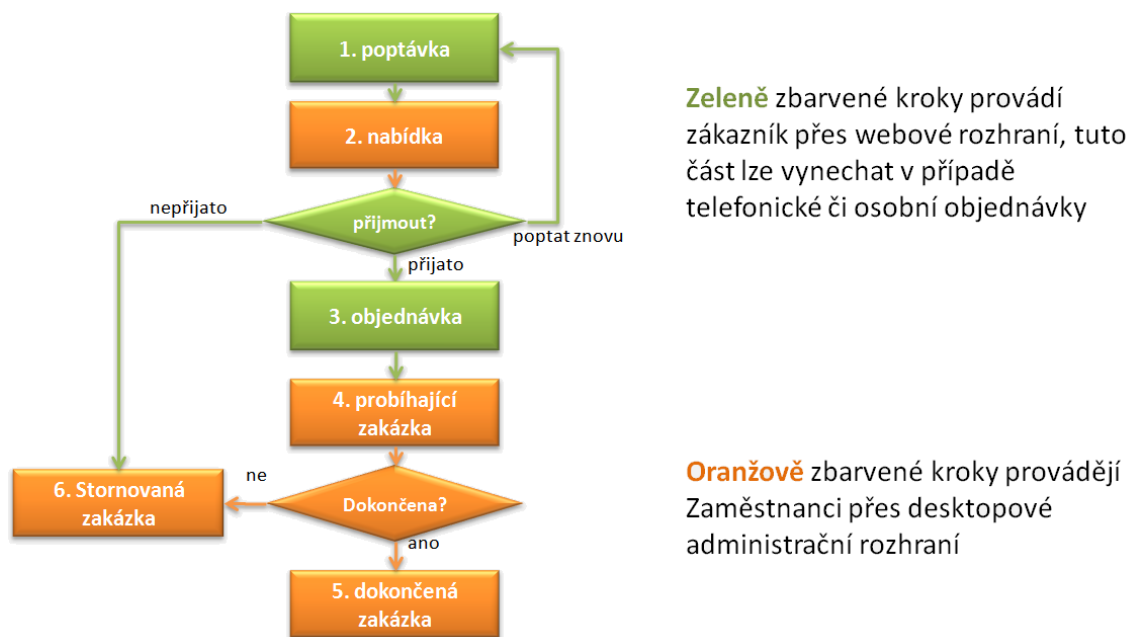 1. poptávka
2. nabídka
nepřijato
přijmout?
poptat znovu
přijato
3. objednávka
4. probíhající
zakázka
ne
6. Stornovaná
zakázka
Dokončena?
ano
5. dokončená
zakázka
Zeleně zbarvené kroky provádí
zákazník přes webové rozhraní, tuto
část lze vynechat v případě
telefonické či osobní objednávky
Oranžově zbarvené kroky provádějí
Zaměstnanci přes desktopové
administrační rozhraní